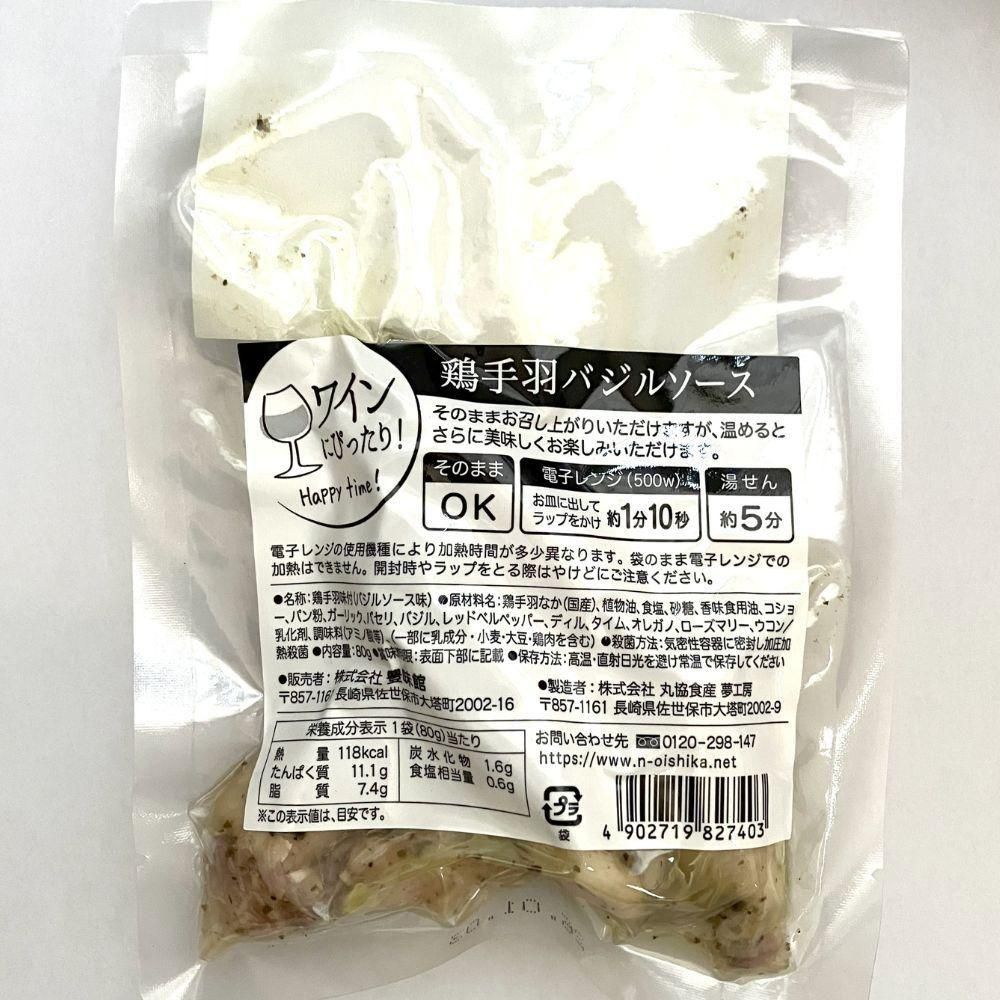 ワイン
にぴったり!
Happy time!
鶏手羽バジルソース
そのままお召し上がりいただけますが、温めると
さらに美味しくお楽しみいただけます。
そのまま
OK
電子レンジ(500w)
お皿に出して
ラップをかけ 約1分10秒
湯せん
約5分
電子レンジの使用機種により加熱時間が多少異なります。袋のまま電子レンジでの
加熱はできません。開封時やラップをとる際はやけどにご注意ください。
●名称:鶏手羽味付(バジルソース味) ●原材料名:鶏手羽なか(国産)、植物油、食塩、砂糖、香味食用油、コショ
ー、パン粉、ガーリック、パセリ、バジル、レッドベルペッパー、ディル、タイム、オレガノ、ローズマリー、ウコン/
乳化剤、調味料(アミノ酸等)、(一部に乳成分・小麦・大豆・鶏肉を含む) ●殺菌方法:気密性容器に密封し加圧加
熱殺菌 ●内容量:80g ●賞味期限:表面下部に記載 ●保存方法:高温・直射日光を避け常温で保存してください
●販売者:株式会社 味館
〒857-116 長崎県佐世保市大塔町2002-16
●製造者:株式会社 丸協食産 夢工房
〒857-1161 長崎県佐世保市大塔町2002-9
栄養成分表示 1袋(80g)当たり
熱量 118kcal
たんぱく質 11.1g
脂質 7.4g
炭水化物 1.6g
食塩相当量 0.6g
※この表示値は、目安です。
お問い合わせ先 0120-298-147
https://www.n-oishika.net
プラ
袋
4 902719 827403